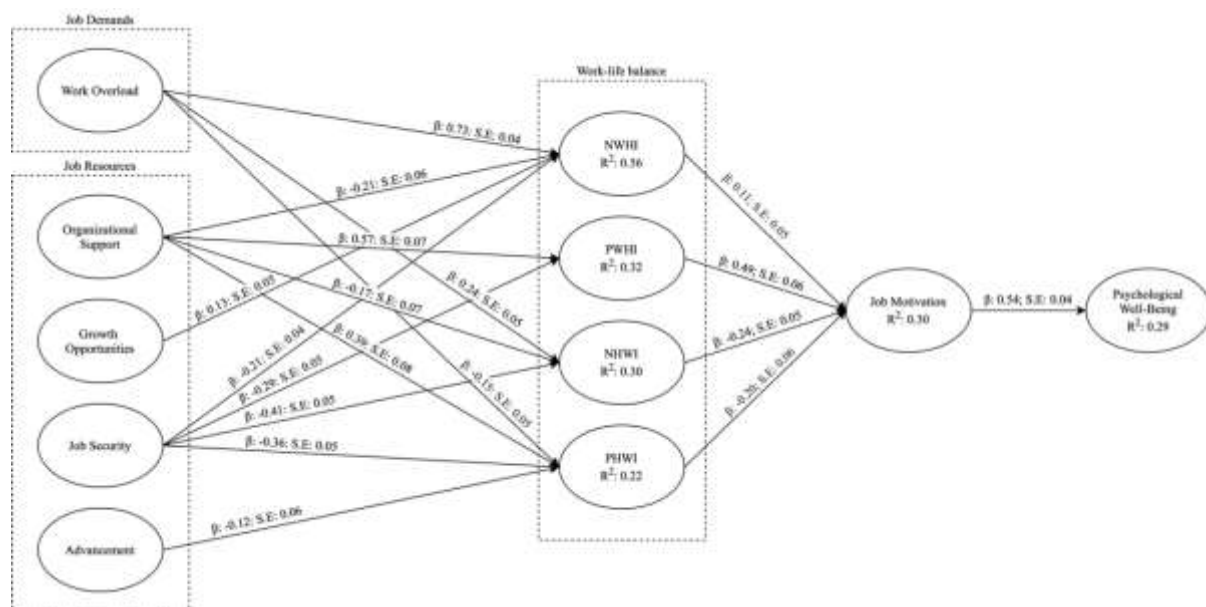 Job Demands
Work Overload
Job Resources
Organizational
Support
Growth
Opportunities
Job Security
Advancement
β: 0.73; S.E: 0.04
β: -0.21; S.E: 0.06
β: 0.57; S.E: 0.07
β: 0.24; S.E: 0.05
β: -0.17; S.E: 0.07
β: 0.13; S.E: 0.05
β: 0.39; S.E: 0.08
β: -0.21; S.E: 0.04
β: -0.29; S.E: 0.05
β: -0.13; S.E: 0.05
β: -0.41; S.E: 0.05
β: -0.36; S.E: 0.05
β: -0.12; S.E: 0.06
Work-life balance
NWHI
R²: 0.56
PWHI
R²: 0.32
NHWI
R²: 0.30
PHWI
R²: 0.22
β: 0.11; S.E: 0.05
β: 0.49; S.E: 0.06
β: -0.24; S.E: 0.05
β: -0.20; S.E: 0.06
Job Motivation
R²: 0.30
β: 0.54; S.E: 0.04
Psychological
Well-Being
R²: 0.29